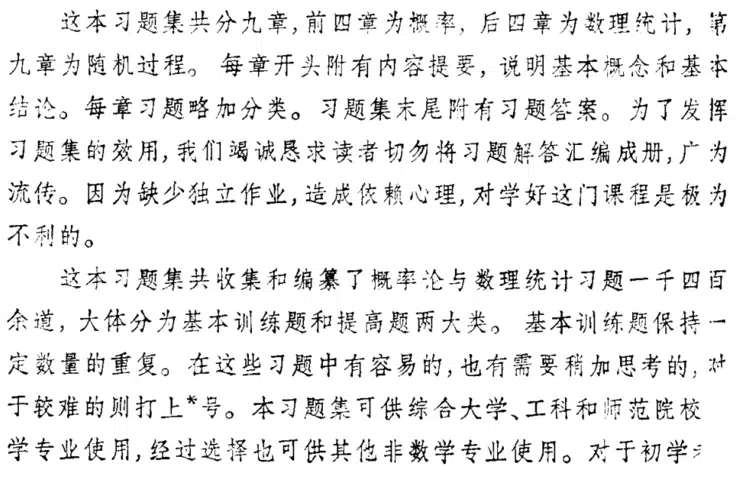 这本习题集共分九章,前四章为概率,后四章为数理统计,第
九章为随机过程。每章开头附有内容提要,说明基本概念和基本
结论。每章习题略加分类。习题集末尾附有习题答案。为了发挥
习题集的效用,我们竭诚恳求读者切勿将习题解答汇编成册,广为
流传。因为缺少独立作业,造成依赖心理,对学好这门课程是极为
不利的。
这本习题集共收集和编纂了概率论与数理统计习题一千四百
余道,大体分为基本训练题和提高题两大类。基本训练题保持一
定数量的重复。在这些习题中有容易的,也有需要稍加思考的,对
于较难的则打上*号。本习题集可供综合大学、工科和师范院校
学专业使用,经过选择也可供其他非数学专业使用。对于初学